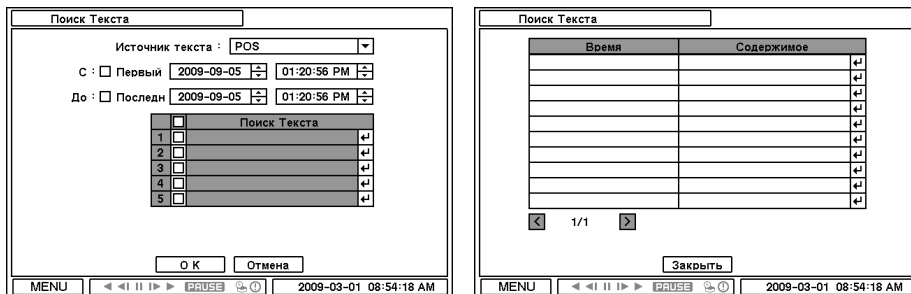 Поиск Текста
Источник текста : POS
С : Первый 2009-09-05 01:20:56 PM
До : Последн 2009-09-05 01:20:56 PM
Поиск Текста
1
2
3
4
5
O K Отмена
MENU PAUSE 2009-03-01 08:54:18 AM
Поиск Текста
Время Содержимое
1/1
Закрыть
MENU PAUSE 2009-03-01 08:54:18 AM